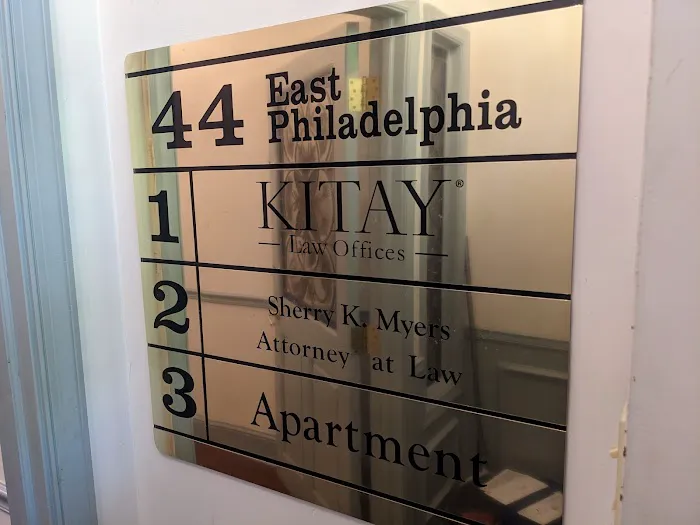 44 East
Philadelphia
1 KITAY®
Law Offices
2 Sherry K. Myers
Attorney at Law
3 Apartment